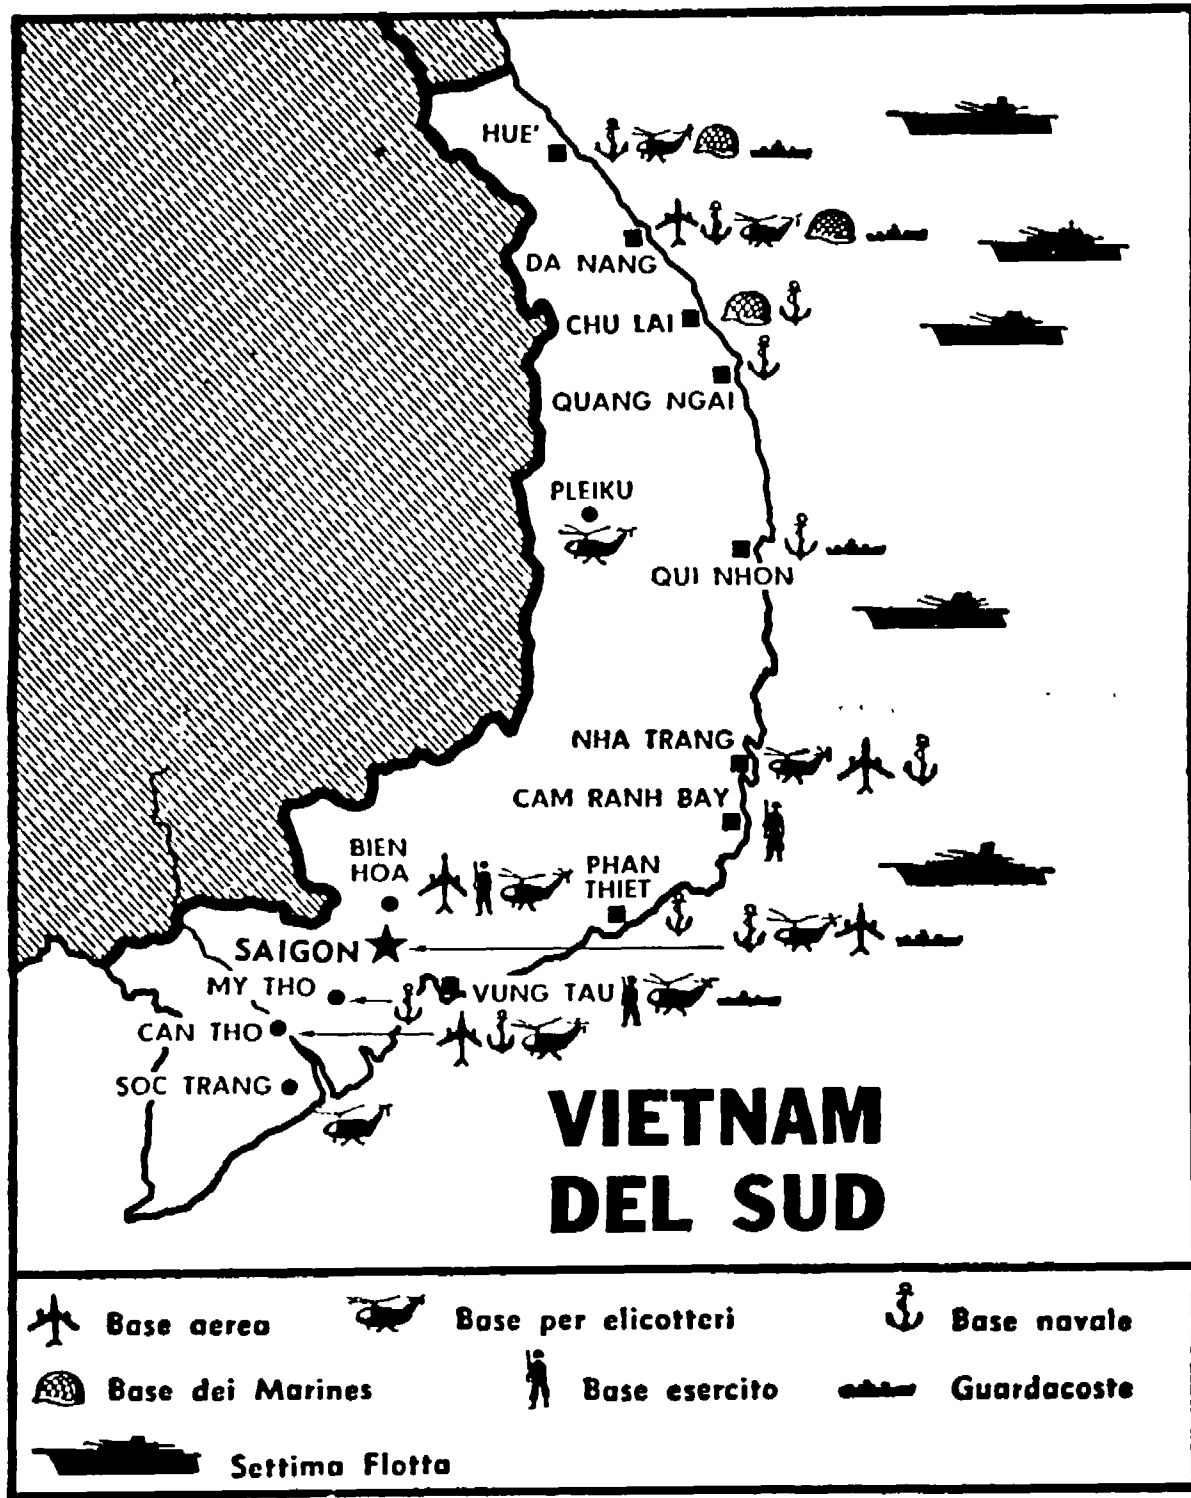 HUE'
DA NANG
CHU LAI
QUANG NGAI
PLEIKU
QUI NHON
NHA TRANG
CAM RANH BAY
BIEN
HOA
PHAN
THIET
SAIGON
MY THO
VUNG TAU
CAN THO
SOC TRANG
VIETNAM
DEL SUD
Base aerea
Base per elicotteri
Base navale
Base dei Marines
Base esercito
Guardacoste
Settima Flotta